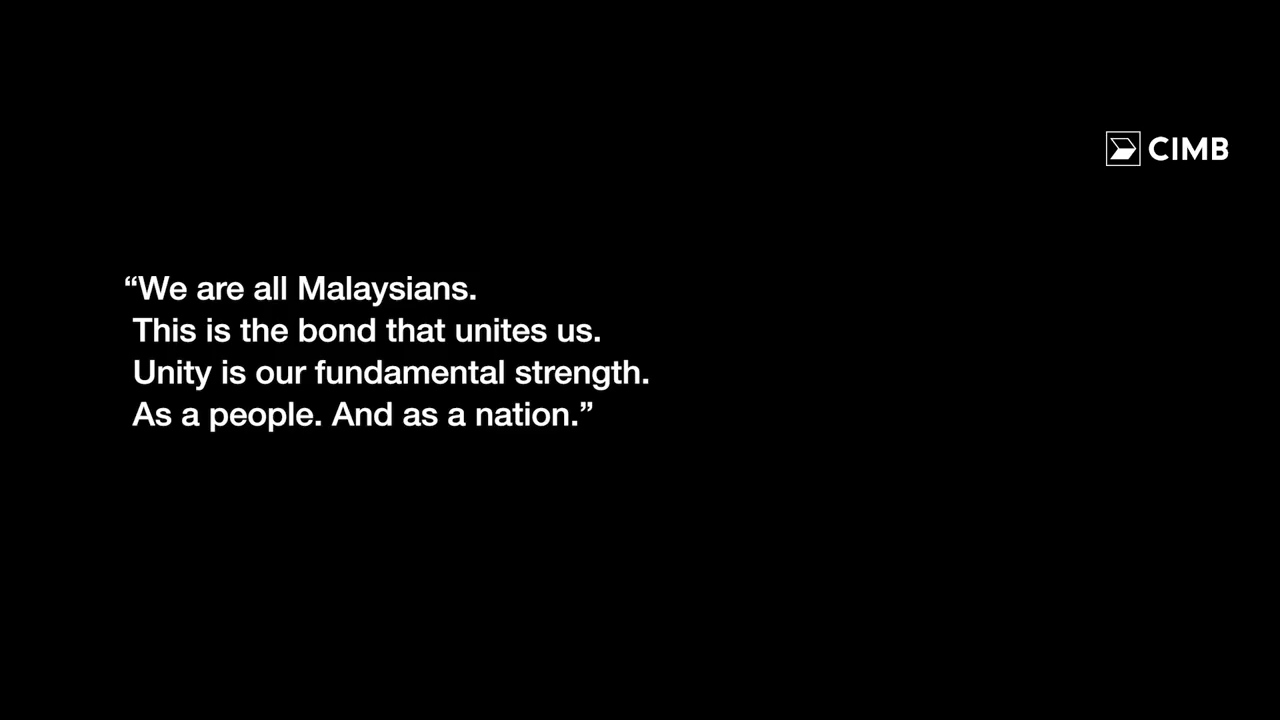 CIMB
“We are all Malaysians.
This is the bond that unites us.
Unity is our fundamental strength.
As a people. And as a nation.”